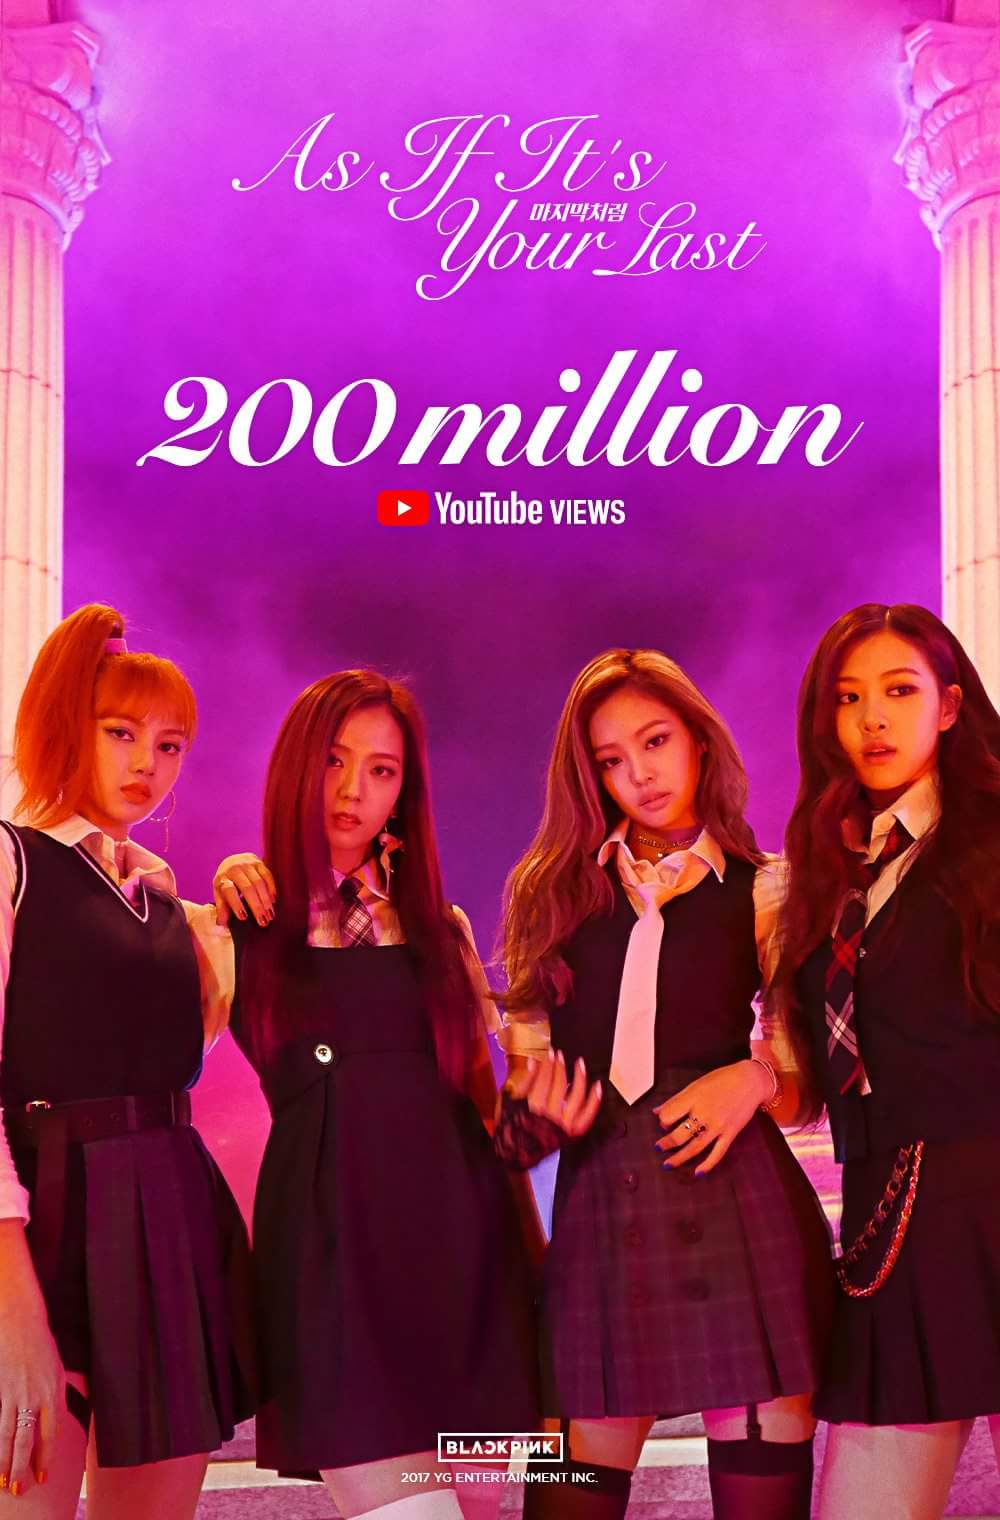 As If It's
마지막처럼
Your Last
200 million
YouTube VIEWS
BLACKPINK
2017 YG ENTERTAINMENT INC.